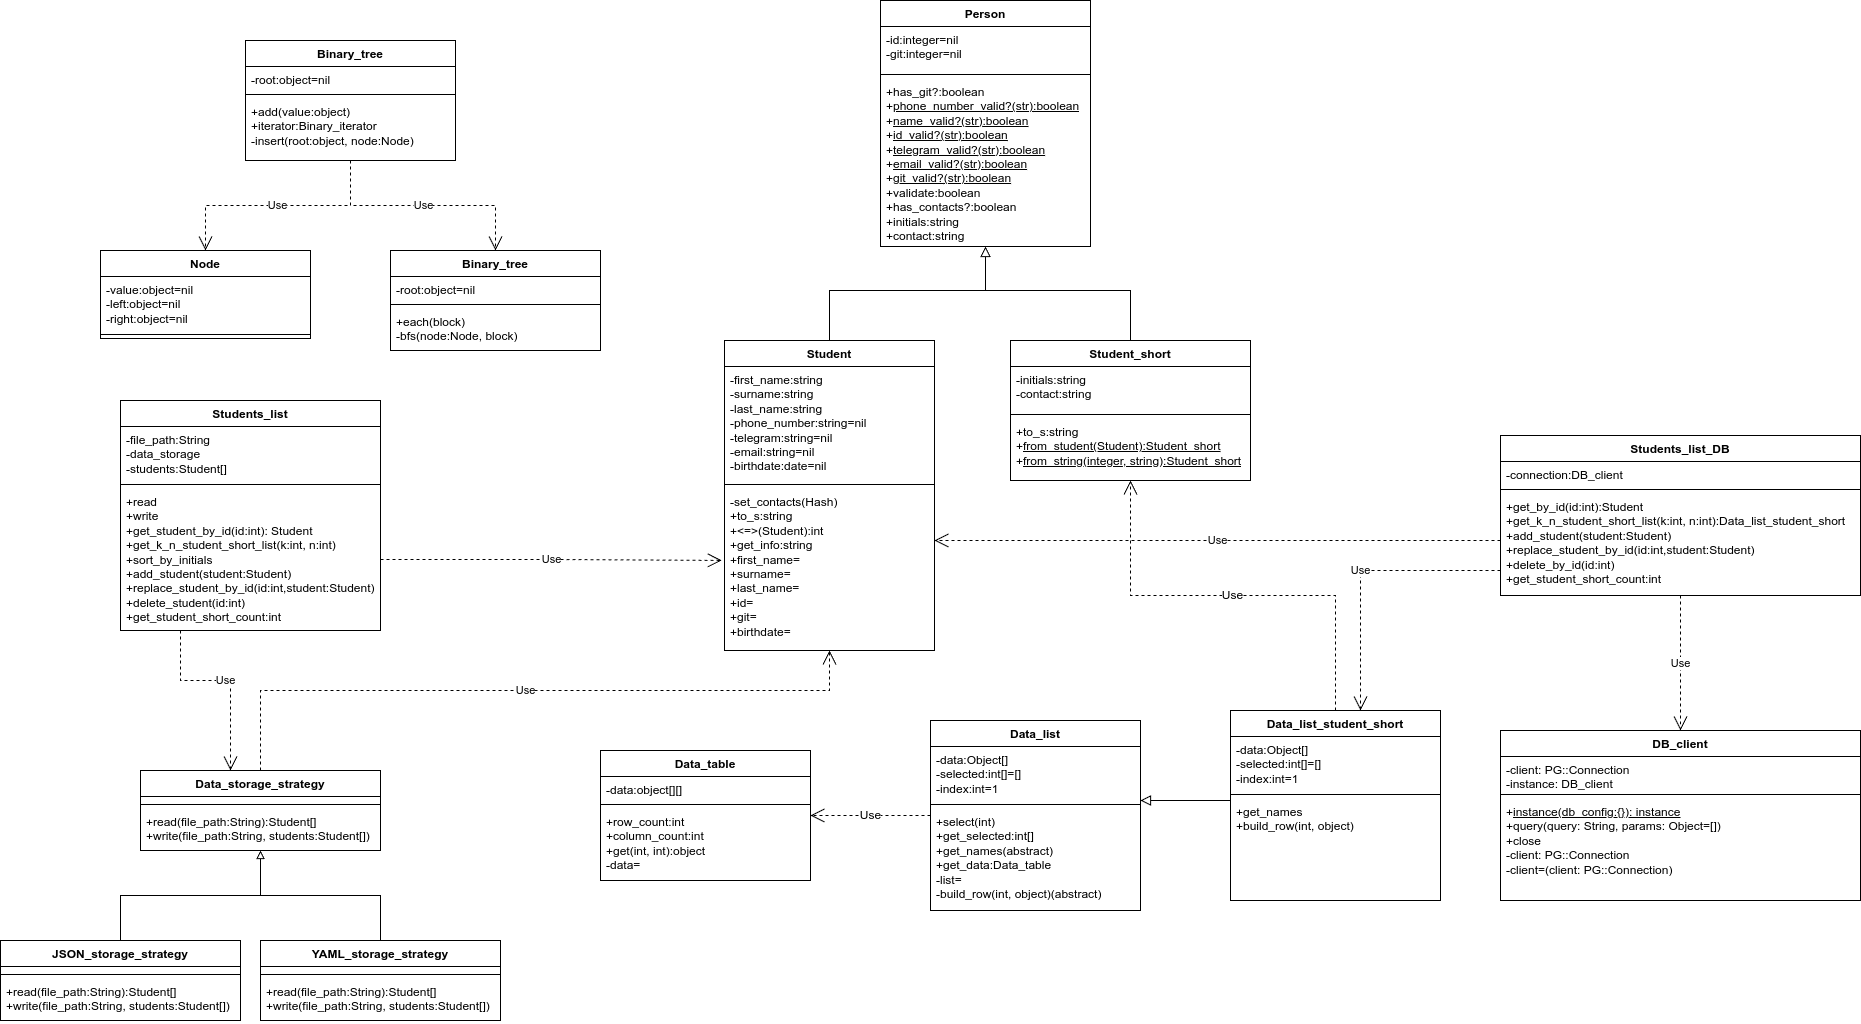 Person
-id:integer=nil
-git:integer=nil
+has_git?:boolean
+phone_number_valid?(str):boolean
+name_valid?(str):boolean
+id_valid?(str):boolean
+telegram_valid?(str):boolean
+email_valid?(str):boolean
+git_valid?(str):boolean
+validate:boolean
+has_contacts?:boolean
+initials:string
+contact:string
Binary_tree
-root:object=nil
+add(value:object)
+iterator:Binary_iterator
-insert(root:object, node:Node)
Use
Use
Node
-value:object=nil
-left:object=nil
-right:object=nil
Binary_tree
-root:object=nil
+each(block)
-bfs(node:Node, block)
Student
-first_name:string
-surname:string
-last_name:string
-phone_number:string=nil
-telegram:string=nil
-email:string=nil
-birthdate:date=nil
-set_contacts(Hash)
+to_s:string
+<=>(Student):int
+get_info:string
+first_name=
+surname=
+last_name=
+id=
+git=
+birthdate=
Student_short
-initials:string
-contact:string
+to_s:string
+from_student(Student):Student_short
+from_string(integer, string):Student_short
Students_list
-file_path:String
-data_storage
-students:Student[]
+read
+write
+get_student_by_id(id:int): Student
+get_k_n_student_short_list(k:int, n:int)
+sort_by_initials
+add_student(student:Student)
+replace_student_by_id(id:int,student:Student)
+delete_student(id:int)
+get_student_short_count:int
Use
Students_list_DB
-connection:DB_client
+get_by_id(id:int):Student
+get_k_n_student_short_list(k:int, n:int):Data_list_student_short
+add_student(student:Student)
+replace_student_by_id(id:int,student:Student)
+delete_by_id(id:int)
+get_student_short_count:int
Use
Use
Use
Use
Use
Use
Data_storage_strategy
+read(file_path:String):Student[]
+write(file_path:String, students:Student[])
Data_table
-data:object[][]
+row_count:int
+column_count:int
+get(int, int):object
-data=
Use
Data_list
-data:Object[]
-selected:int[]=[]
-index:int=1
+select(int)
+get_selected:int[]
+get_names(abstract)
+get_data:Data_table
-list=
-build_row(int, object)(abstract)
Data_list_student_short
-data:Object[]
-selected:int[]=[]
-index:int=1
+get_names
+build_row(int, object)
DB_client
-client: PG::Connection
-instance: DB_client
+instance(db_config:{}): instance
+query(query: String, params: Object=[])
+close
-client: PG::Connection
-client=(client: PG::Connection)
JSON_storage_strategy
+read(file_path:String):Student[]
+write(file_path:String, students:Student[])
YAML_storage_strategy
+read(file_path:String):Student[]
+write(file_path:String, students:Student[])